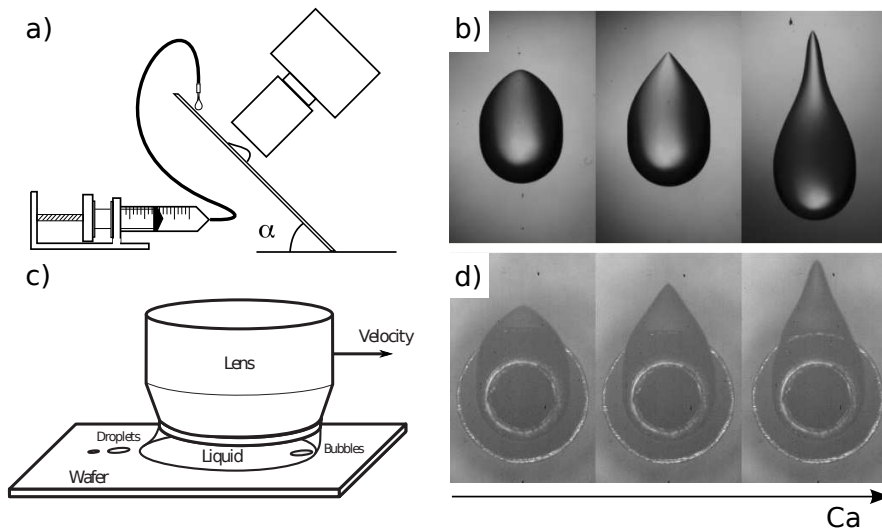 a)
α
b)
c)
Velocity
Lens
Droplets
Liquid
Bubbles
Wafer
d)
Ca